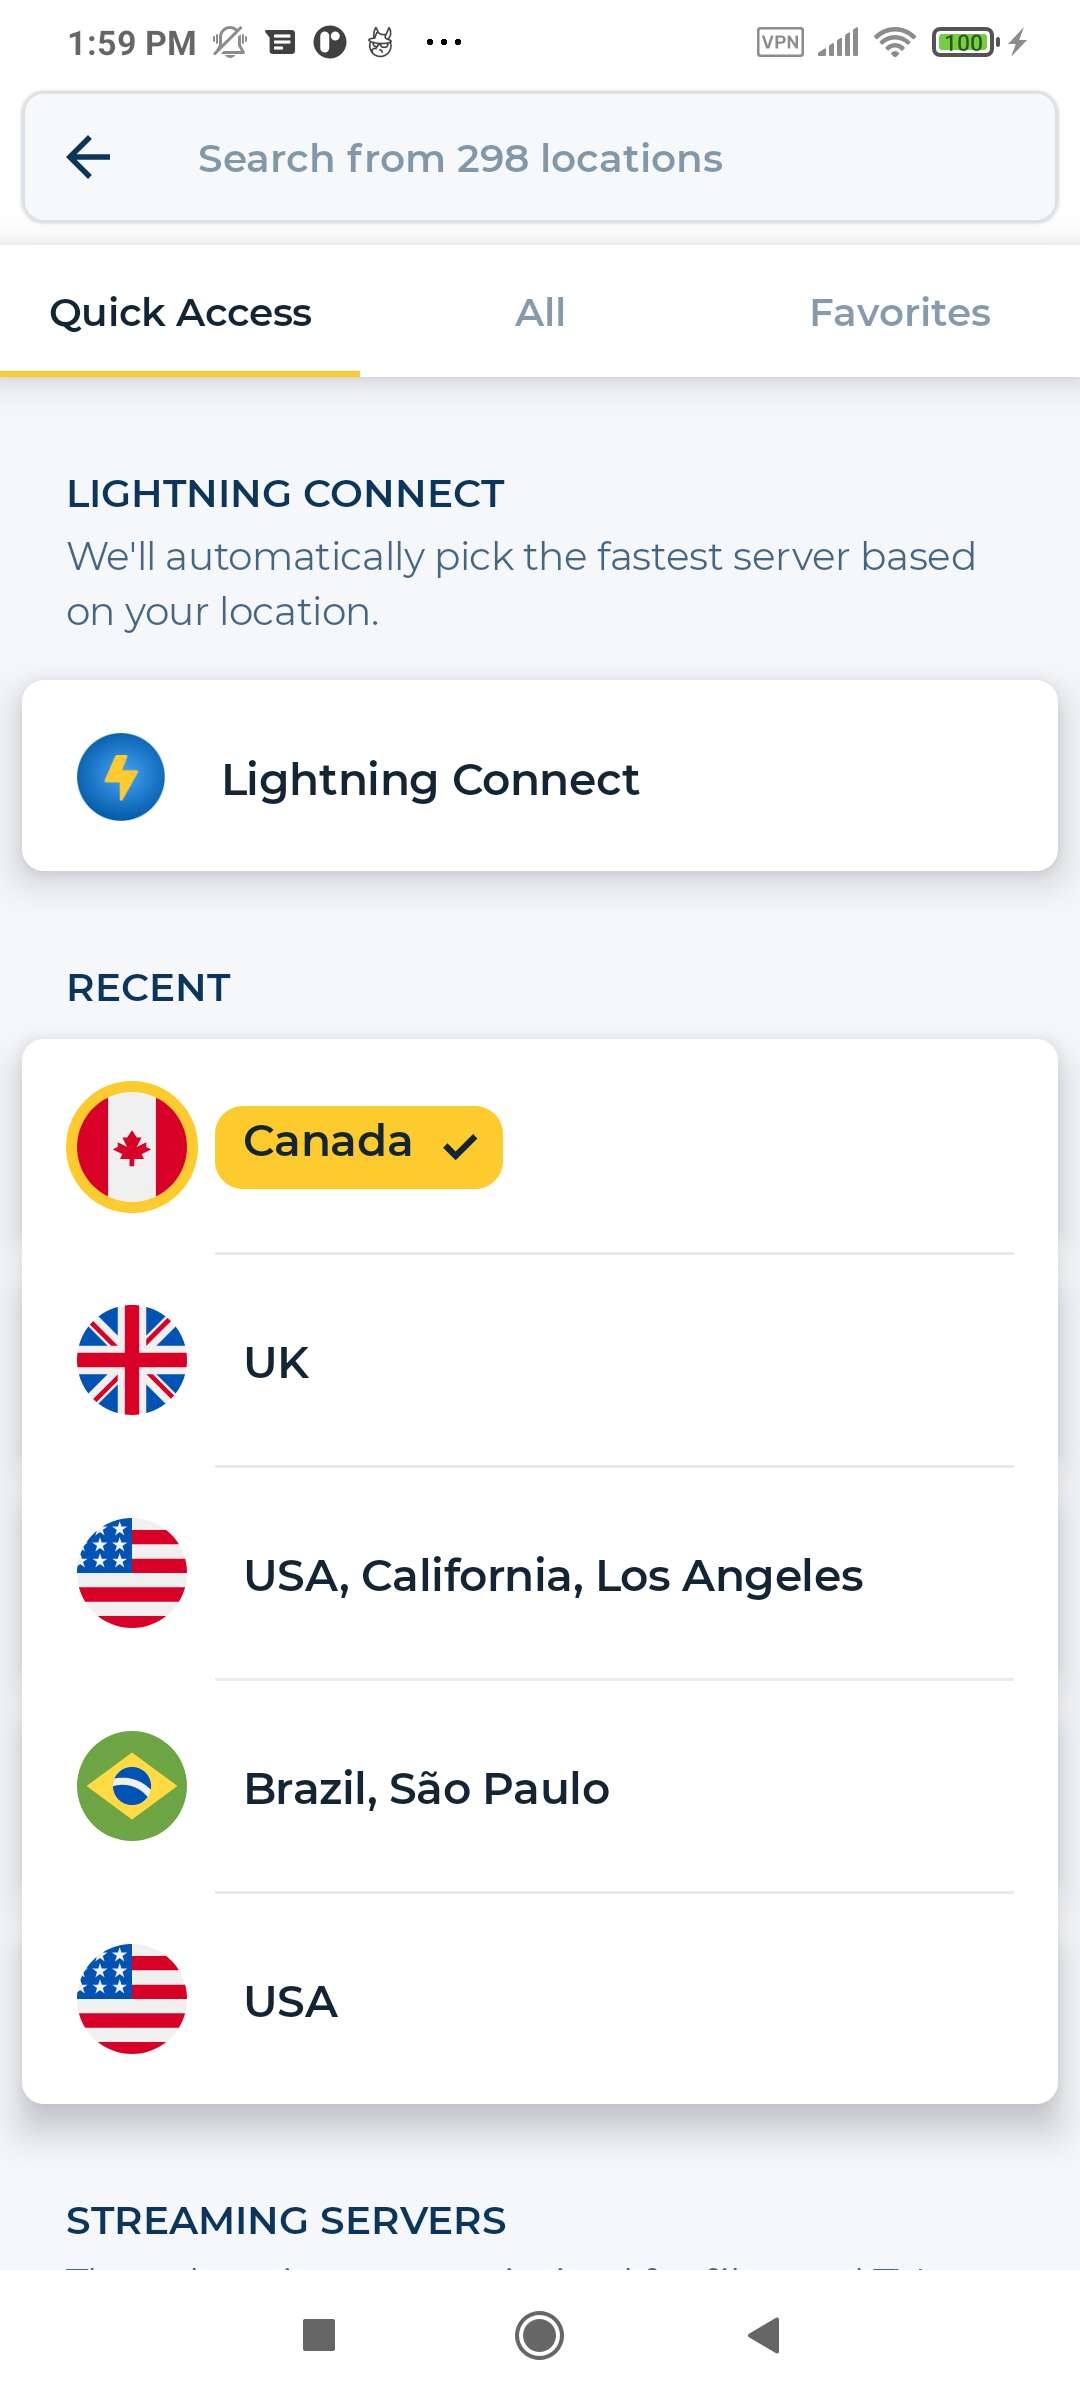 1:59 PM
VPN
100
Search from 298 locations
Quick Access
All
Favorites
LIGHTNING CONNECT
We'll automatically pick the fastest server based
on your location.
Lightning Connect
RECENT
Canada
UK
USA, California, Los Angeles
Brazil, São Paulo
USA
STREAMING SERVERS